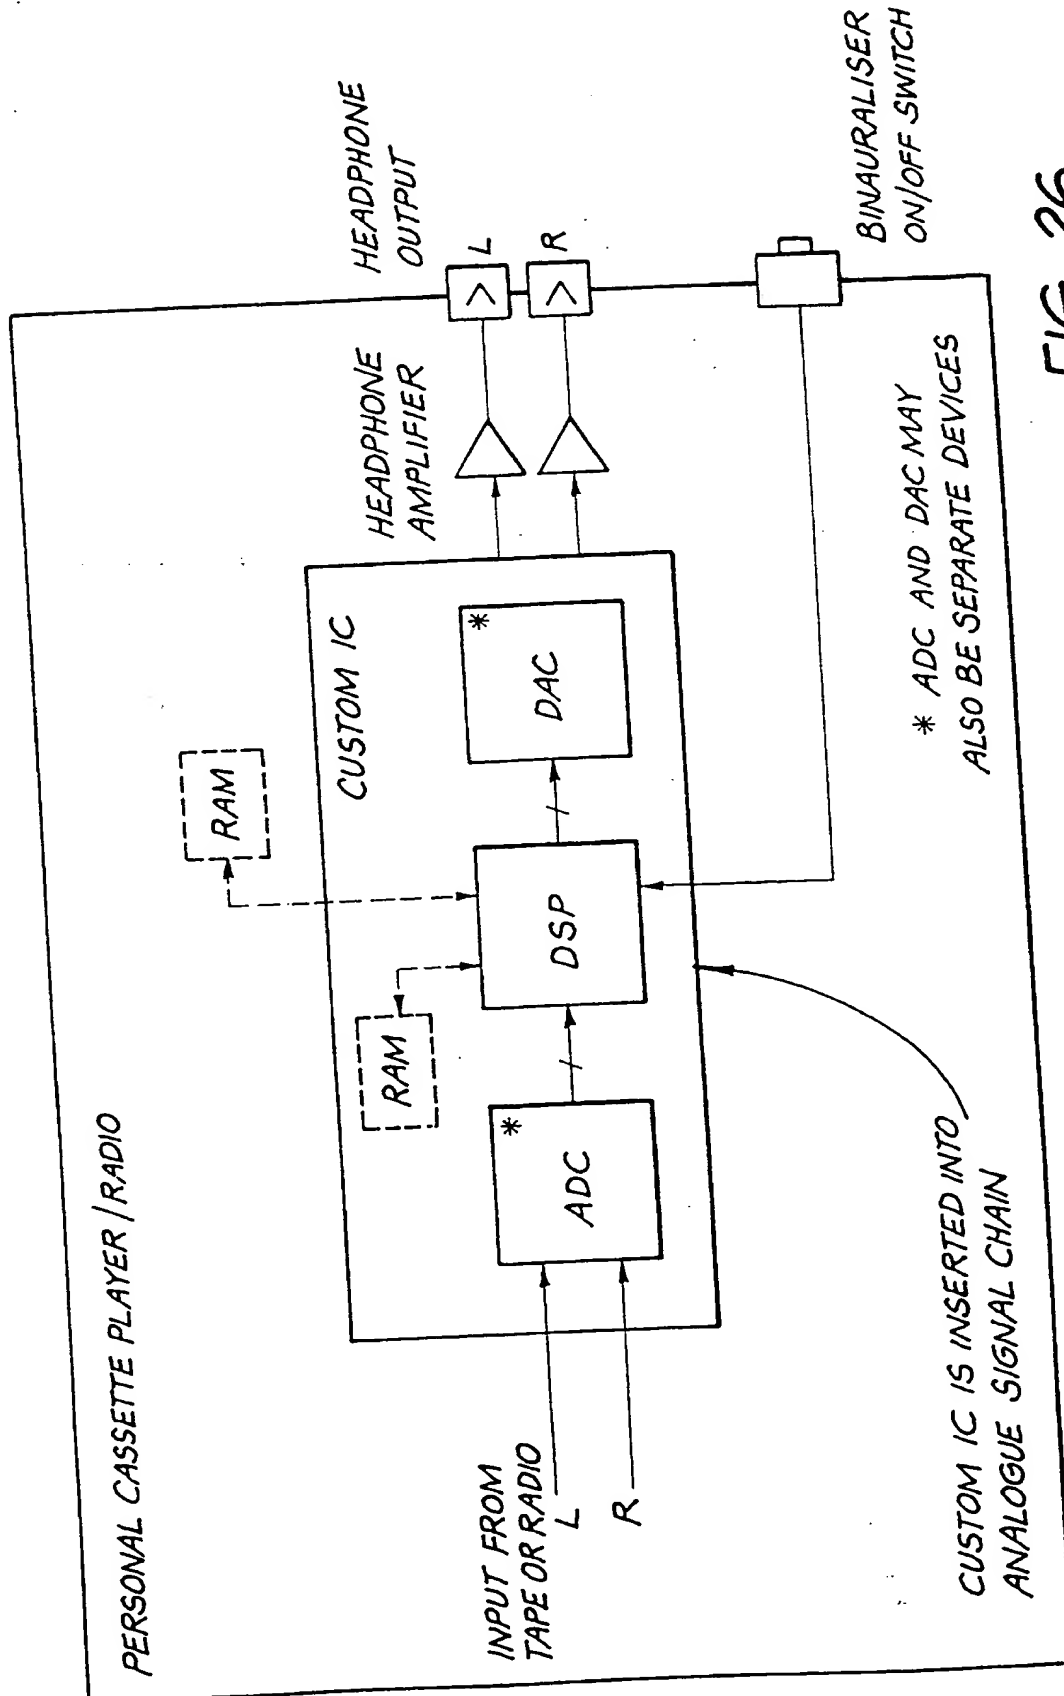 PERSONAL CASSETTE PLAYER / RADIO
INPUT FROM
TAPE OR RADIO
L
R
CUSTOM IC
RAM
RAM
ADC
*
DSP
DAC
*
HEADPHONE
AMPLIFIER
HEADPHONE
OUTPUT
L
R
BINAURALISER
ON/OFF SWITCH
CUSTOM IC IS INSERTED INTO
ANALOGUE SIGNAL CHAIN
* ADC AND DAC MAY
ALSO BE SEPARATE DEVICES
FIG 26